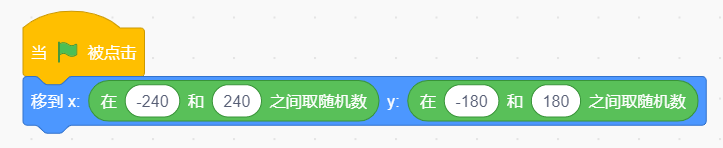 当 被点击
移到 x: 在 -240 和 240 之间取随机数 y: 在 -180 和 180 之间取随机数